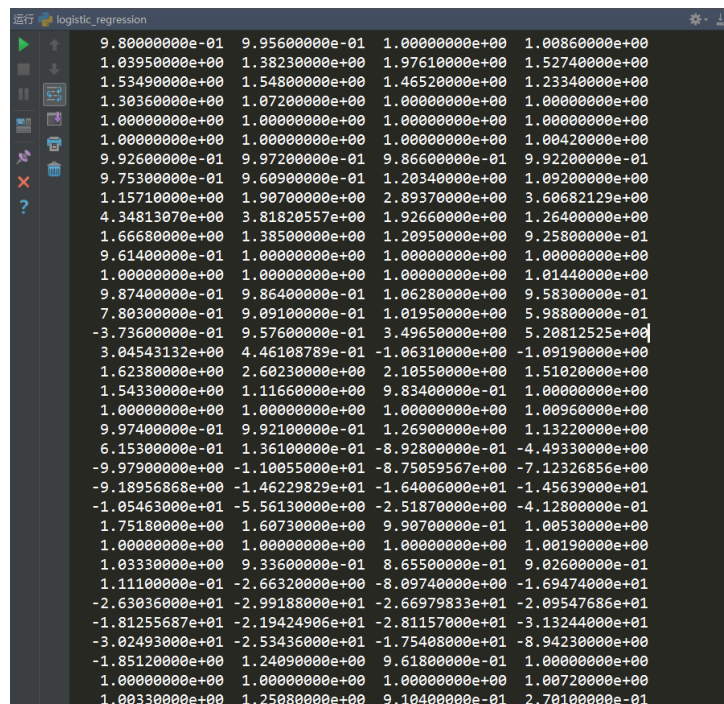 运行 logistic_regression
9.80000000e-01 9.95600000e-01 1.00000000e+00 1.00860000e+00
1.03950000e+00 1.38230000e+00 1.97610000e+00 1.52740000e+00
1.53490000e+00 1.54800000e+00 1.46520000e+00 1.23340000e+00
1.30360000e+00 1.07200000e+00 1.00000000e+00 1.00000000e+00
1.00000000e+00 1.00000000e+00 1.00000000e+00 1.00000000e+00
1.00000000e+00 1.00000000e+00 1.00000000e+00 1.00420000e+00
9.92600000e-01 9.97200000e-01 9.86600000e-01 9.92200000e-01
9.75300000e-01 9.60900000e-01 1.20340000e+00 1.09200000e+00
1.15710000e+00 1.90700000e+00 2.89370000e+00 3.60682129e+00
4.34813070e+00 3.81820557e+00 1.92660000e+00 1.26400000e+00
1.66680000e+00 1.38500000e+00 1.20950000e+00 9.25800000e-01
9.61400000e-01 1.00000000e+00 1.00000000e+00 1.00000000e+00
1.00000000e+00 1.00000000e+00 1.00000000e+00 1.01440000e+00
9.87400000e-01 9.86400000e-01 1.06280000e+00 9.58300000e-01
7.80300000e-01 9.09100000e-01 1.01950000e+00 5.98800000e-01
-3.73600000e-01 9.57600000e-01 3.49650000e+00 5.20812525e+00
3.04543132e+00 4.46108789e-01 -1.06310000e+00 -1.09190000e+00
1.62380000e+00 2.60230000e+00 2.10550000e+00 1.51020000e+00
1.54330000e+00 1.11660000e+00 9.83400000e-01 1.00000000e+00
1.00000000e+00 1.00000000e+00 1.00000000e+00 1.00960000e+00
9.97400000e-01 9.92100000e-01 1.26900000e+00 1.13220000e+00
6.15300000e-01 1.36100000e-01 -8.92800000e-01 -4.49330000e+00
-9.97900000e+00 -1.10055000e+01 -8.75059567e+00 -7.12326856e+00
-9.18956868e+00 -1.46229829e+01 -1.64006000e+01 -1.45639000e+01
-1.05463000e+01 -5.56130000e+00 -2.51870000e+00 -4.12800000e-01
1.75180000e+00 1.60730000e+00 9.90700000e-01 1.00530000e+00
1.00000000e+00 1.00000000e+00 1.00000000e+00 1.00190000e+00
1.03330000e+00 9.33600000e-01 8.65500000e-01 9.02600000e-01
1.11100000e-01 -2.66320000e+00 -8.09740000e+00 -1.69474000e+01
-2.63036000e+01 -2.99188000e+01 -2.66979833e+01 -2.09547686e+01
-1.81255687e+01 -2.19424906e+01 -2.81157000e+01 -3.13244000e+01
-3.02493000e+01 -2.53436000e+01 -1.75408000e+01 -8.94230000e+00
-1.85120000e+00 1.24090000e+00 9.61800000e-01 1.00000000e+00
1.00000000e+00 1.00000000e+00 1.00000000e+00 1.00720000e+00
1.00330000e+00 1.25080000e+00 9.10400000e-01 2.70100000e-01